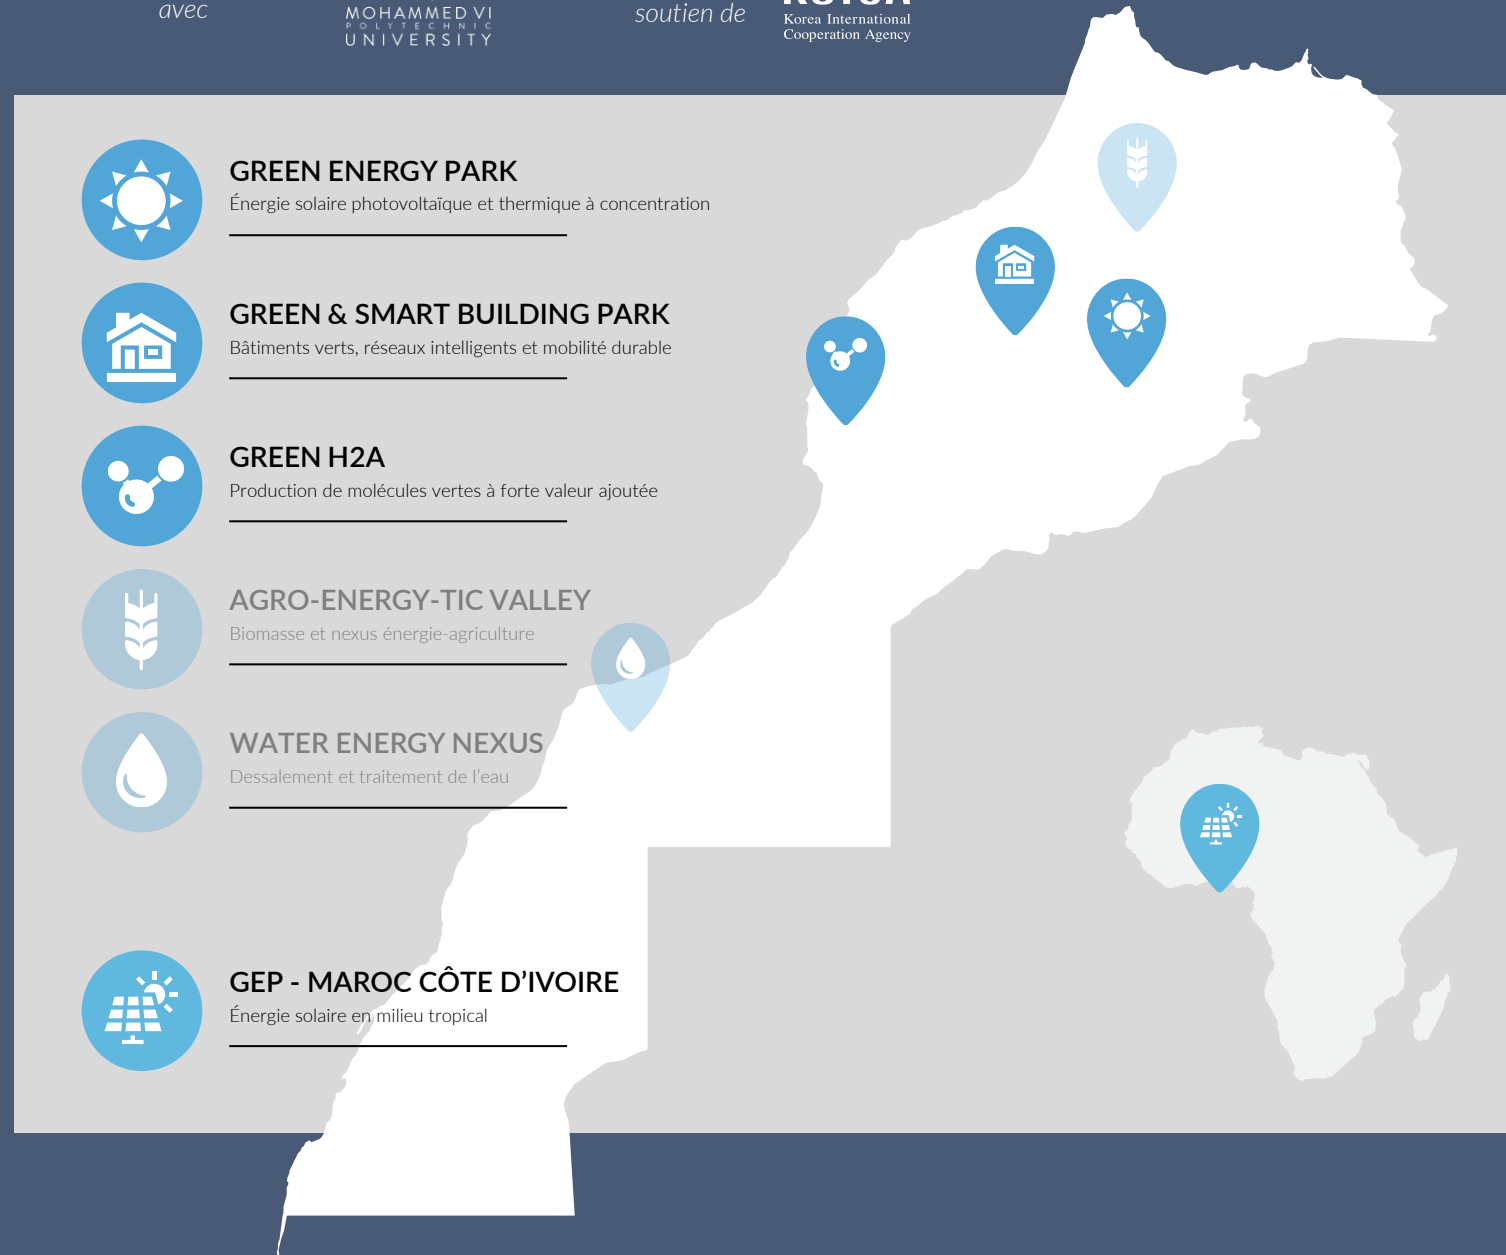 avec
MOHAMMED VI
POLYTECHNIC
UNIVERSITY
soutien de
Korea International
Cooperation Agency
GREEN ENERGY PARK
Énergie solaire photovoltaïque et thermique à concentration
GREEN & SMART BUILDING PARK
Bâtiments verts, réseaux intelligents et mobilité durable
GREEN H2A
Production de molécules vertes à forte valeur ajoutée
AGRO-ENERGY-TIC VALLEY
Biomasse et nexus énergie-agriculture
WATER ENERGY NEXUS
Dessalement et traitement de l’eau
GEP - MAROC CÔTE D’IVOIRE
Énergie solaire en milieu tropical